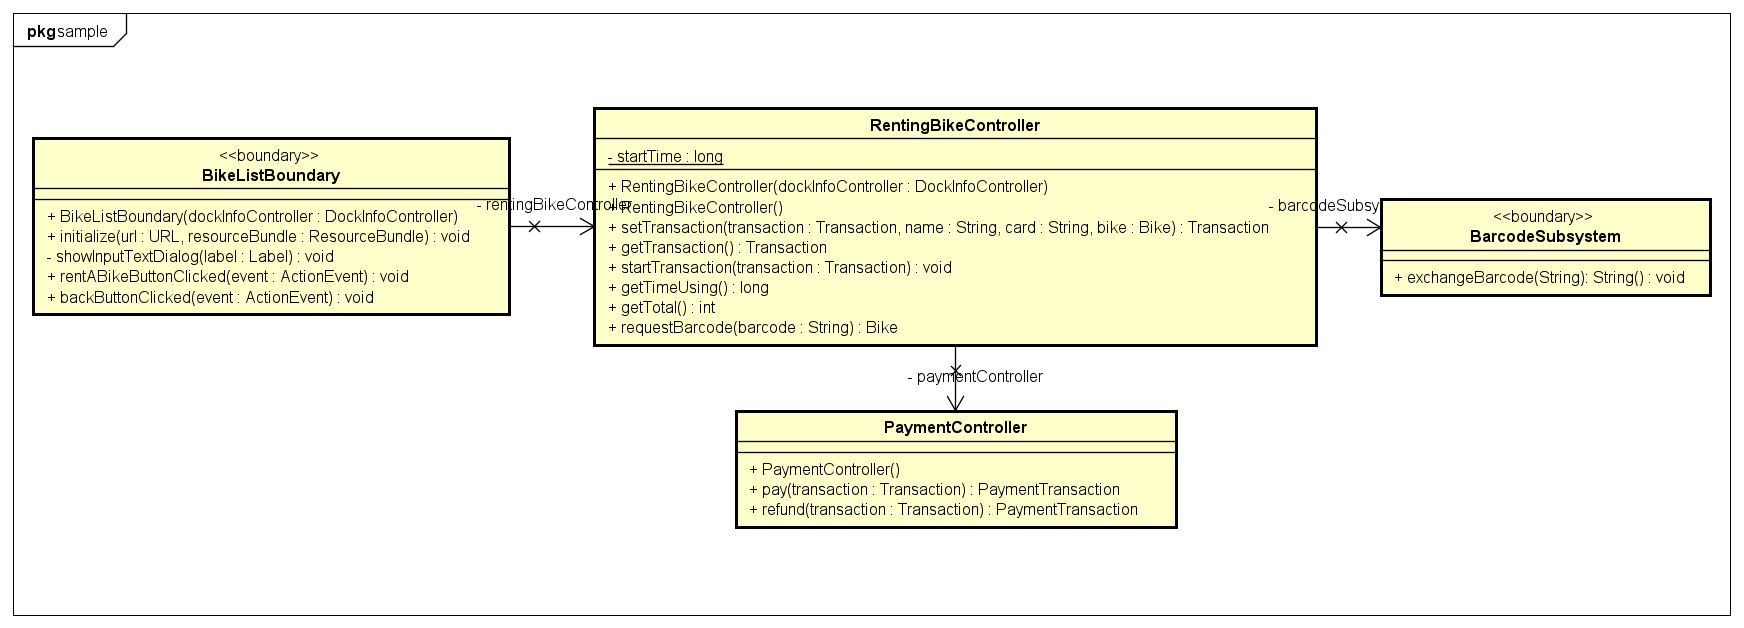 pkg sample
<<boundary>>
BikeListBoundary
+ BikeListBoundary(dockInfoController : DockInfoController)
+ initialize(url : URL, resourceBundle : ResourceBundle) : void
- showInputTextDialog(label : Label) : void
+ rentABikeButtonClicked(event : ActionEvent) : void
+ backButtonClicked(event : ActionEvent) : void
- rentingBikeController
RentingBikeController
- startTime : long
+ RentingBikeController(dockInfoController : DockInfoController)
+ RentingBikeController()
+ setTransaction(transaction : Transaction, name : String, card : String, bike : Bike) : Transaction
+ getTransaction() : Transaction
+ startTransaction(transaction : Transaction) : void
+ getTimeUsing() : long
+ getTotal() : int
+ requestBarcode(barcode : String) : Bike
- barcodeSubsy
<<boundary>>
BarcodeSubsystem
+ exchangeBarcode(String): String() : void
- paymentController
PaymentController
+ PaymentController()
+ pay(transaction : Transaction) : PaymentTransaction
+ refund(transaction : Transaction) : PaymentTransaction